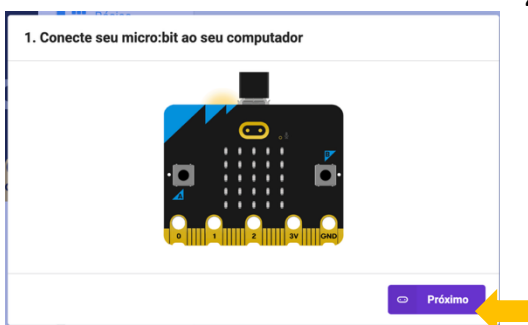 1. Conecte seu micro:bit ao seu computador
B
A
0 1 2 3V GND
Próximo